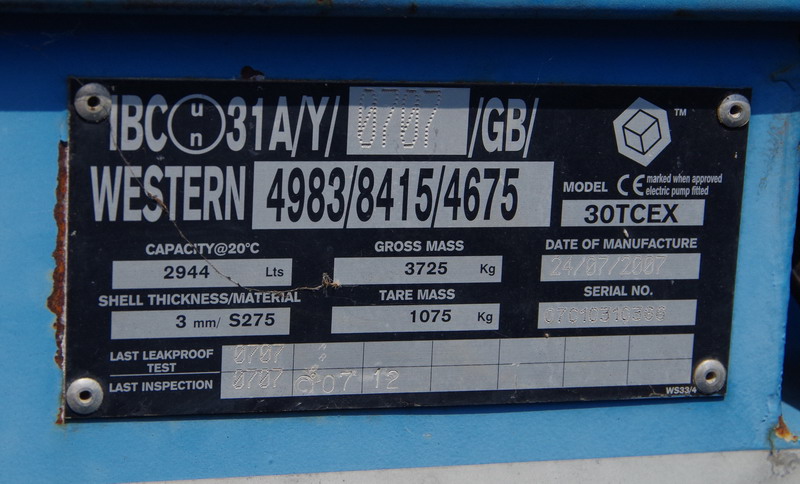 IBC un 31A/Y/ 0707 /GB/
WESTERN 4983/8415/4675
TM
MODEL CE marked when approved
electric pump fitted
30TCEX
CAPACITY@20°C
2944 Lts
GROSS MASS
3725 Kg
DATE OF MANUFACTURE
24/07/2007
SHELL THICKNESS/MATERIAL
3 mm/ S275
TARE MASS
1075 Kg
SERIAL NO.
LAST LEAKPROOF
TEST
0707
LAST INSPECTION
0707 07 12
WS33/4